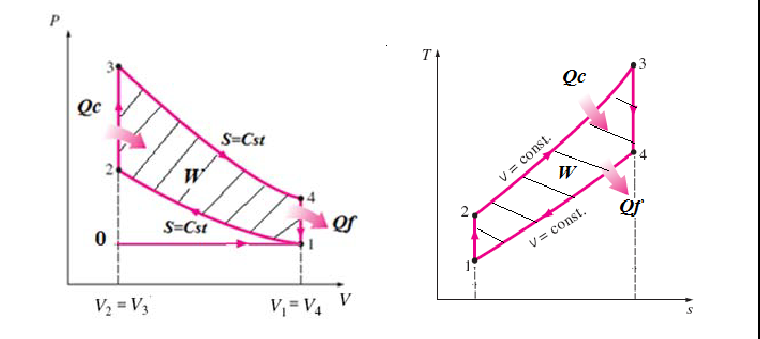 P
3
Qc
S=Cst
2
W
4
S=Cst
Qf
0
1
V₂ = V₃
V₁ = V₄
V
T
3
Qc
v = const.
4
2
W
Qf
v = const.
1
s